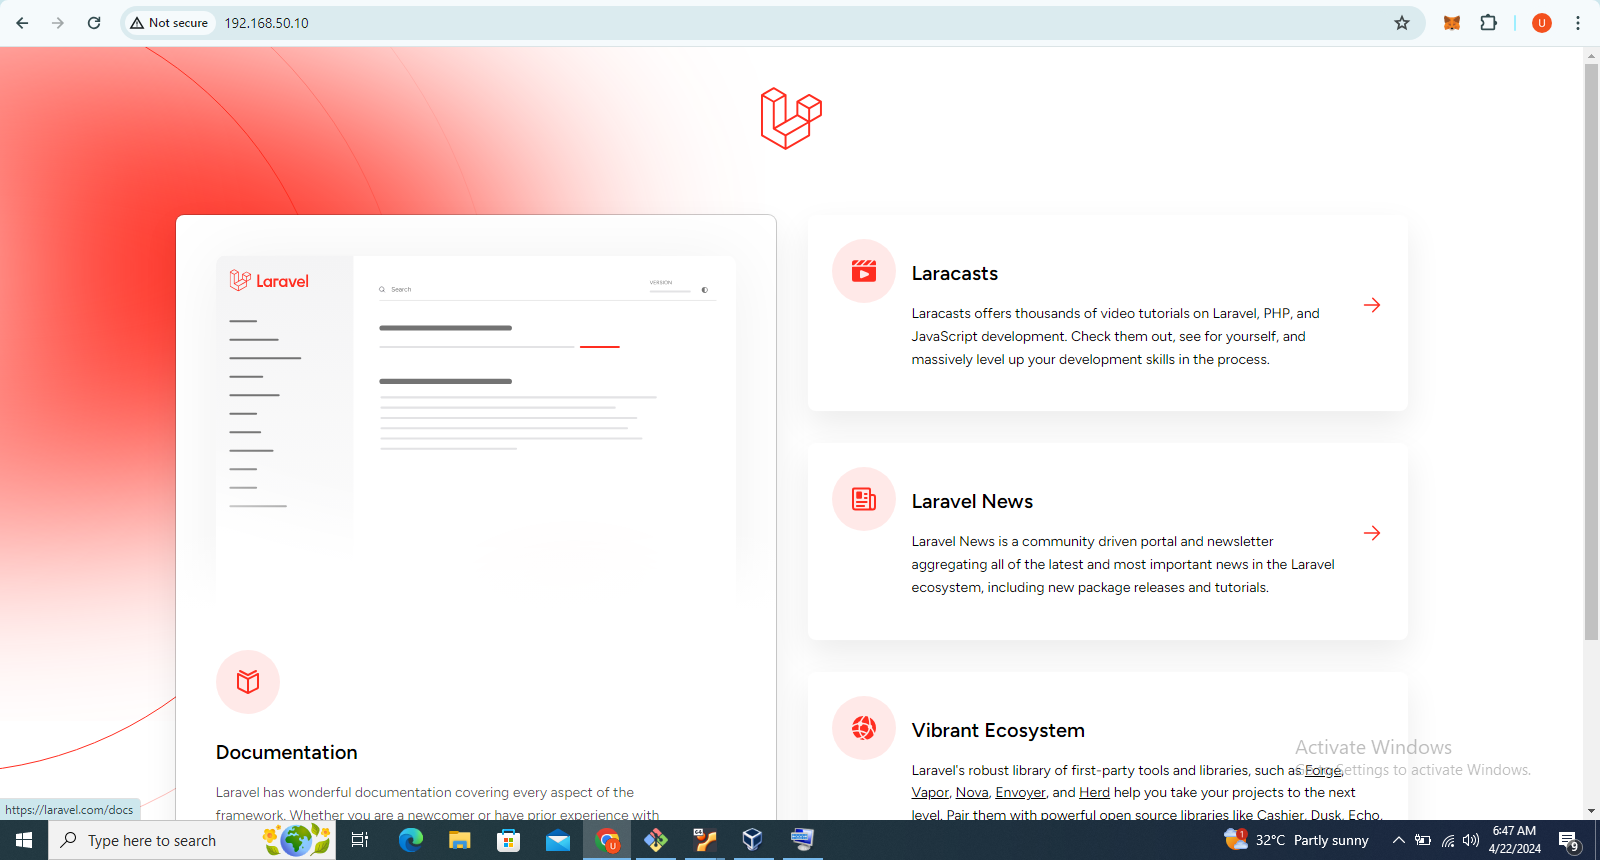 Not secure
192.168.50.10
U
Laravel
Search
VERSION
Documentation
Laravel has wonderful documentation covering every aspect of the
framework. Whether you are a newcomer or have prior experience with
Laracasts
Laracasts offers thousands of video tutorials on Laravel, PHP, and
JavaScript development. Check them out, see for yourself, and
massively level up your development skills in the process.
Laravel News
Laravel News is a community driven portal and newsletter
aggregating all of the latest and most important news in the Laravel
ecosystem, including new package releases and tutorials.
Vibrant Ecosystem
Laravel's robust library of first-party tools and libraries, such as Forge,
Vapor, Nova, Envoyer, and Herd help you take your projects to the next
level. Pair them with powerful open source libraries like Cashier, Dusk, Echo,
Activate Windows
Go to Settings to activate Windows.
https://laravel.com/docs
Type here to search
U
64
1
32°C Partly sunny
6:47 AM
4/22/2024
9